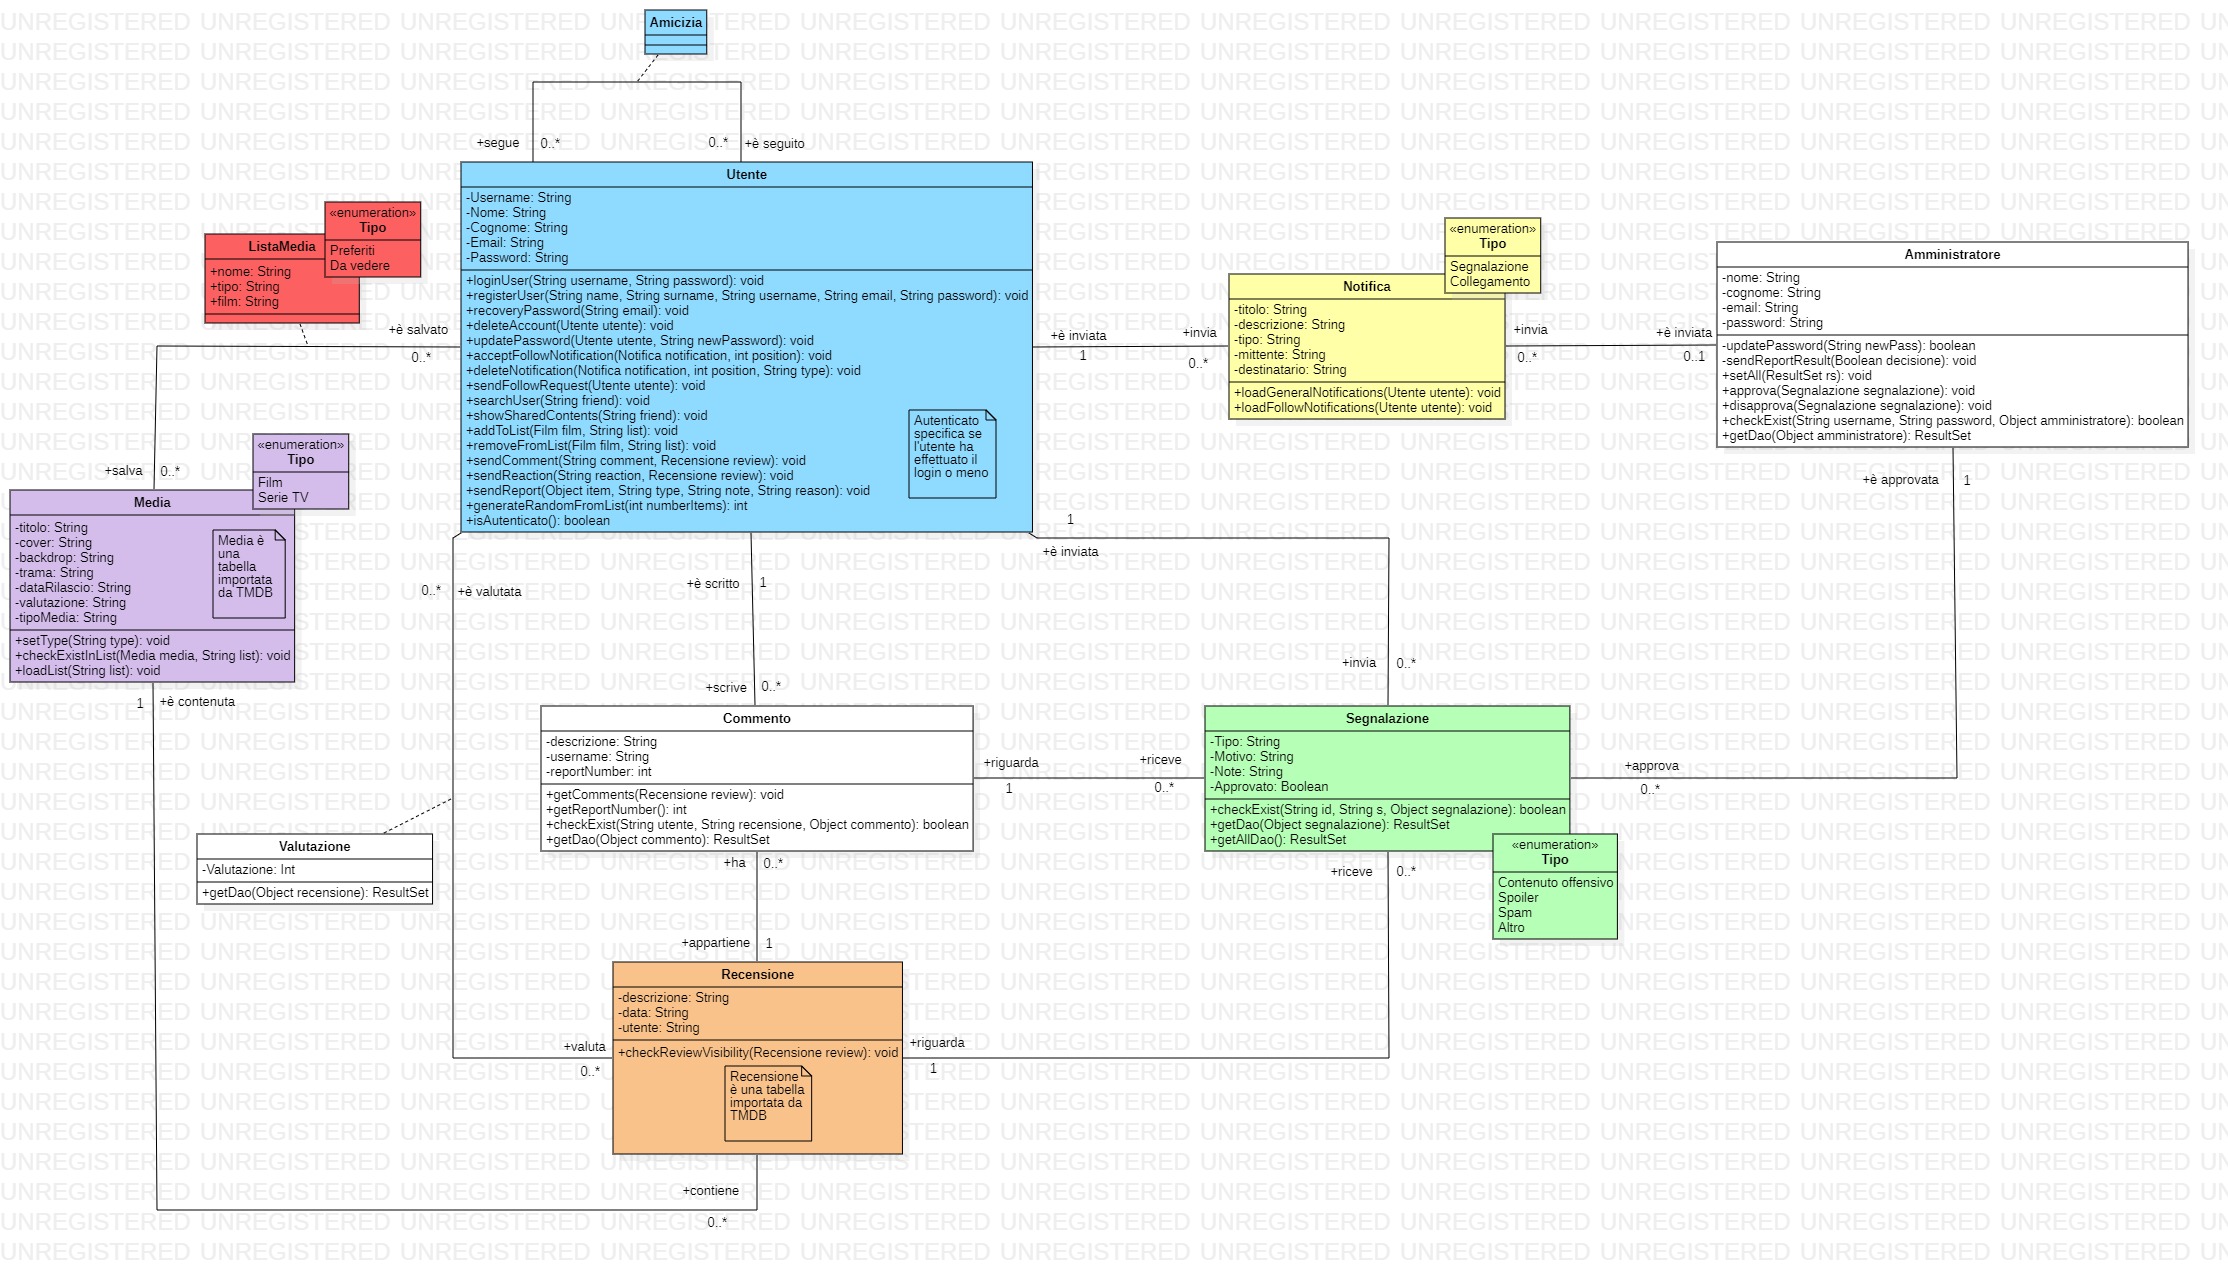 Amicizia
+segue
0..*
0..*
+è seguito
Utente
-Username: String
-Nome: String
-Cognome: String
-Email: String
-Password: String
+loginUser(String username, String password): void
+registerUser(String name, String surname, String username, String email, String password): void
+recoveryPassword(String email): void
+deleteAccount(Utente utente): void
+updatePassword(Utente utente, String newPassword): void
+acceptFollowNotification(Notifica notification, int position): void
+deleteNotification(Notifica notification, int position, String type): void
+sendFollowRequest(Utente utente): void
+searchUser(String friend): void
+showSharedContents(String friend): void
+addToList(Film film, String list): void
+removeFromList(Film film, String list): void
+sendComment(String comment, Recensione review): void
+sendReaction(String reaction, Recensione review): void
+sendReport(Object item, String type, String note, String reason): void
+generateRandomFromList(int numberItems): int
+isAutenticato(): boolean
Autenticato
specifica se
l'utente ha
effettuato il
login o meno
«enumeration»
Tipo
Preferiti
Da vedere
ListaMedia
+nome: String
+tipo: String
+film: String
+è salvato
0..*
+salva
0..*
«enumeration»
Tipo
Film
Serie TV
Media
-titolo: String
-cover: String
-backdrop: String
-trama: String
-dataRilascio: String
-valutazione: String
-tipoMedia: String
+setType(String type): void
+checkExistInList(Media media, String list): void
+loadList(String list): void
Media è
una
tabella
importata
da TMDB
1
+è contenuta
+è inviata
1
+invia
0..*
«enumeration»
Tipo
Segnalazione
Collegamento
Notifica
-titolo: String
-descrizione: String
-tipo: String
-mittente: String
-destinatario: String
+loadGeneralNotifications(Utente utente): void
+loadFollowNotifications(Utente utente): void
+invia
0..*
+è inviata
0..1
Amministratore
-nome: String
-cognome: String
-email: String
-password: String
-updatePassword(String newPass): boolean
-sendReportResult(Boolean decisione): void
+setAll(ResultSet rs): void
+approva(Segnalazione segnalazione): void
+disapprova(Segnalazione segnalazione): void
+checkExist(String username, String password, Object amministratore): boolean
+getDao(Object amministratore): ResultSet
+è approvata
1
1
+è inviata
0..*
+è valutata
+è scritto
1
+scrive
0..*
+invia
0..*
Commento
-descrizione: String
-username: String
-reportNumber: int
+getComments(Recensione review): void
+getReportNumber(): int
+checkExist(String utente, String recensione, Object commento): boolean
+getDao(Object commento): ResultSet
+riguarda
1
+riceve
0..*
Segnalazione
-Tipo: String
-Motivo: String
-Note: String
-Approvato: Boolean
+checkExist(String id, String s, Object segnalazione): boolean
+getDao(Object segnalazione): ResultSet
+getAllDao(): ResultSet
+approva
0..*
«enumeration»
Tipo
Contenuto offensivo
Spoiler
Spam
Altro
+riceve
0..*
Valutazione
-Valutazione: Int
+getDao(Object recensione): ResultSet
+ha
0..*
+appartiene
1
Recensione
-descrizione: String
-data: String
-utente: String
+checkReviewVisibility(Recensione review): void
Recensione
è una tabella
importata da
TMDB
+valuta
0..*
+riguarda
1
+contiene
0..*
UNREGISTERED